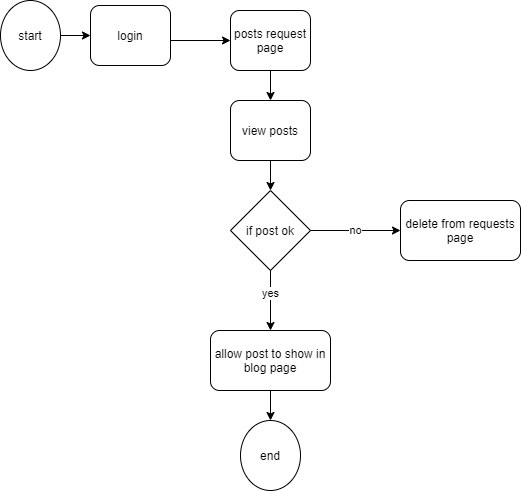 start
login
posts request
page
view posts
if post ok
no
delete from requests
page
yes
allow post to show in
blog page
end